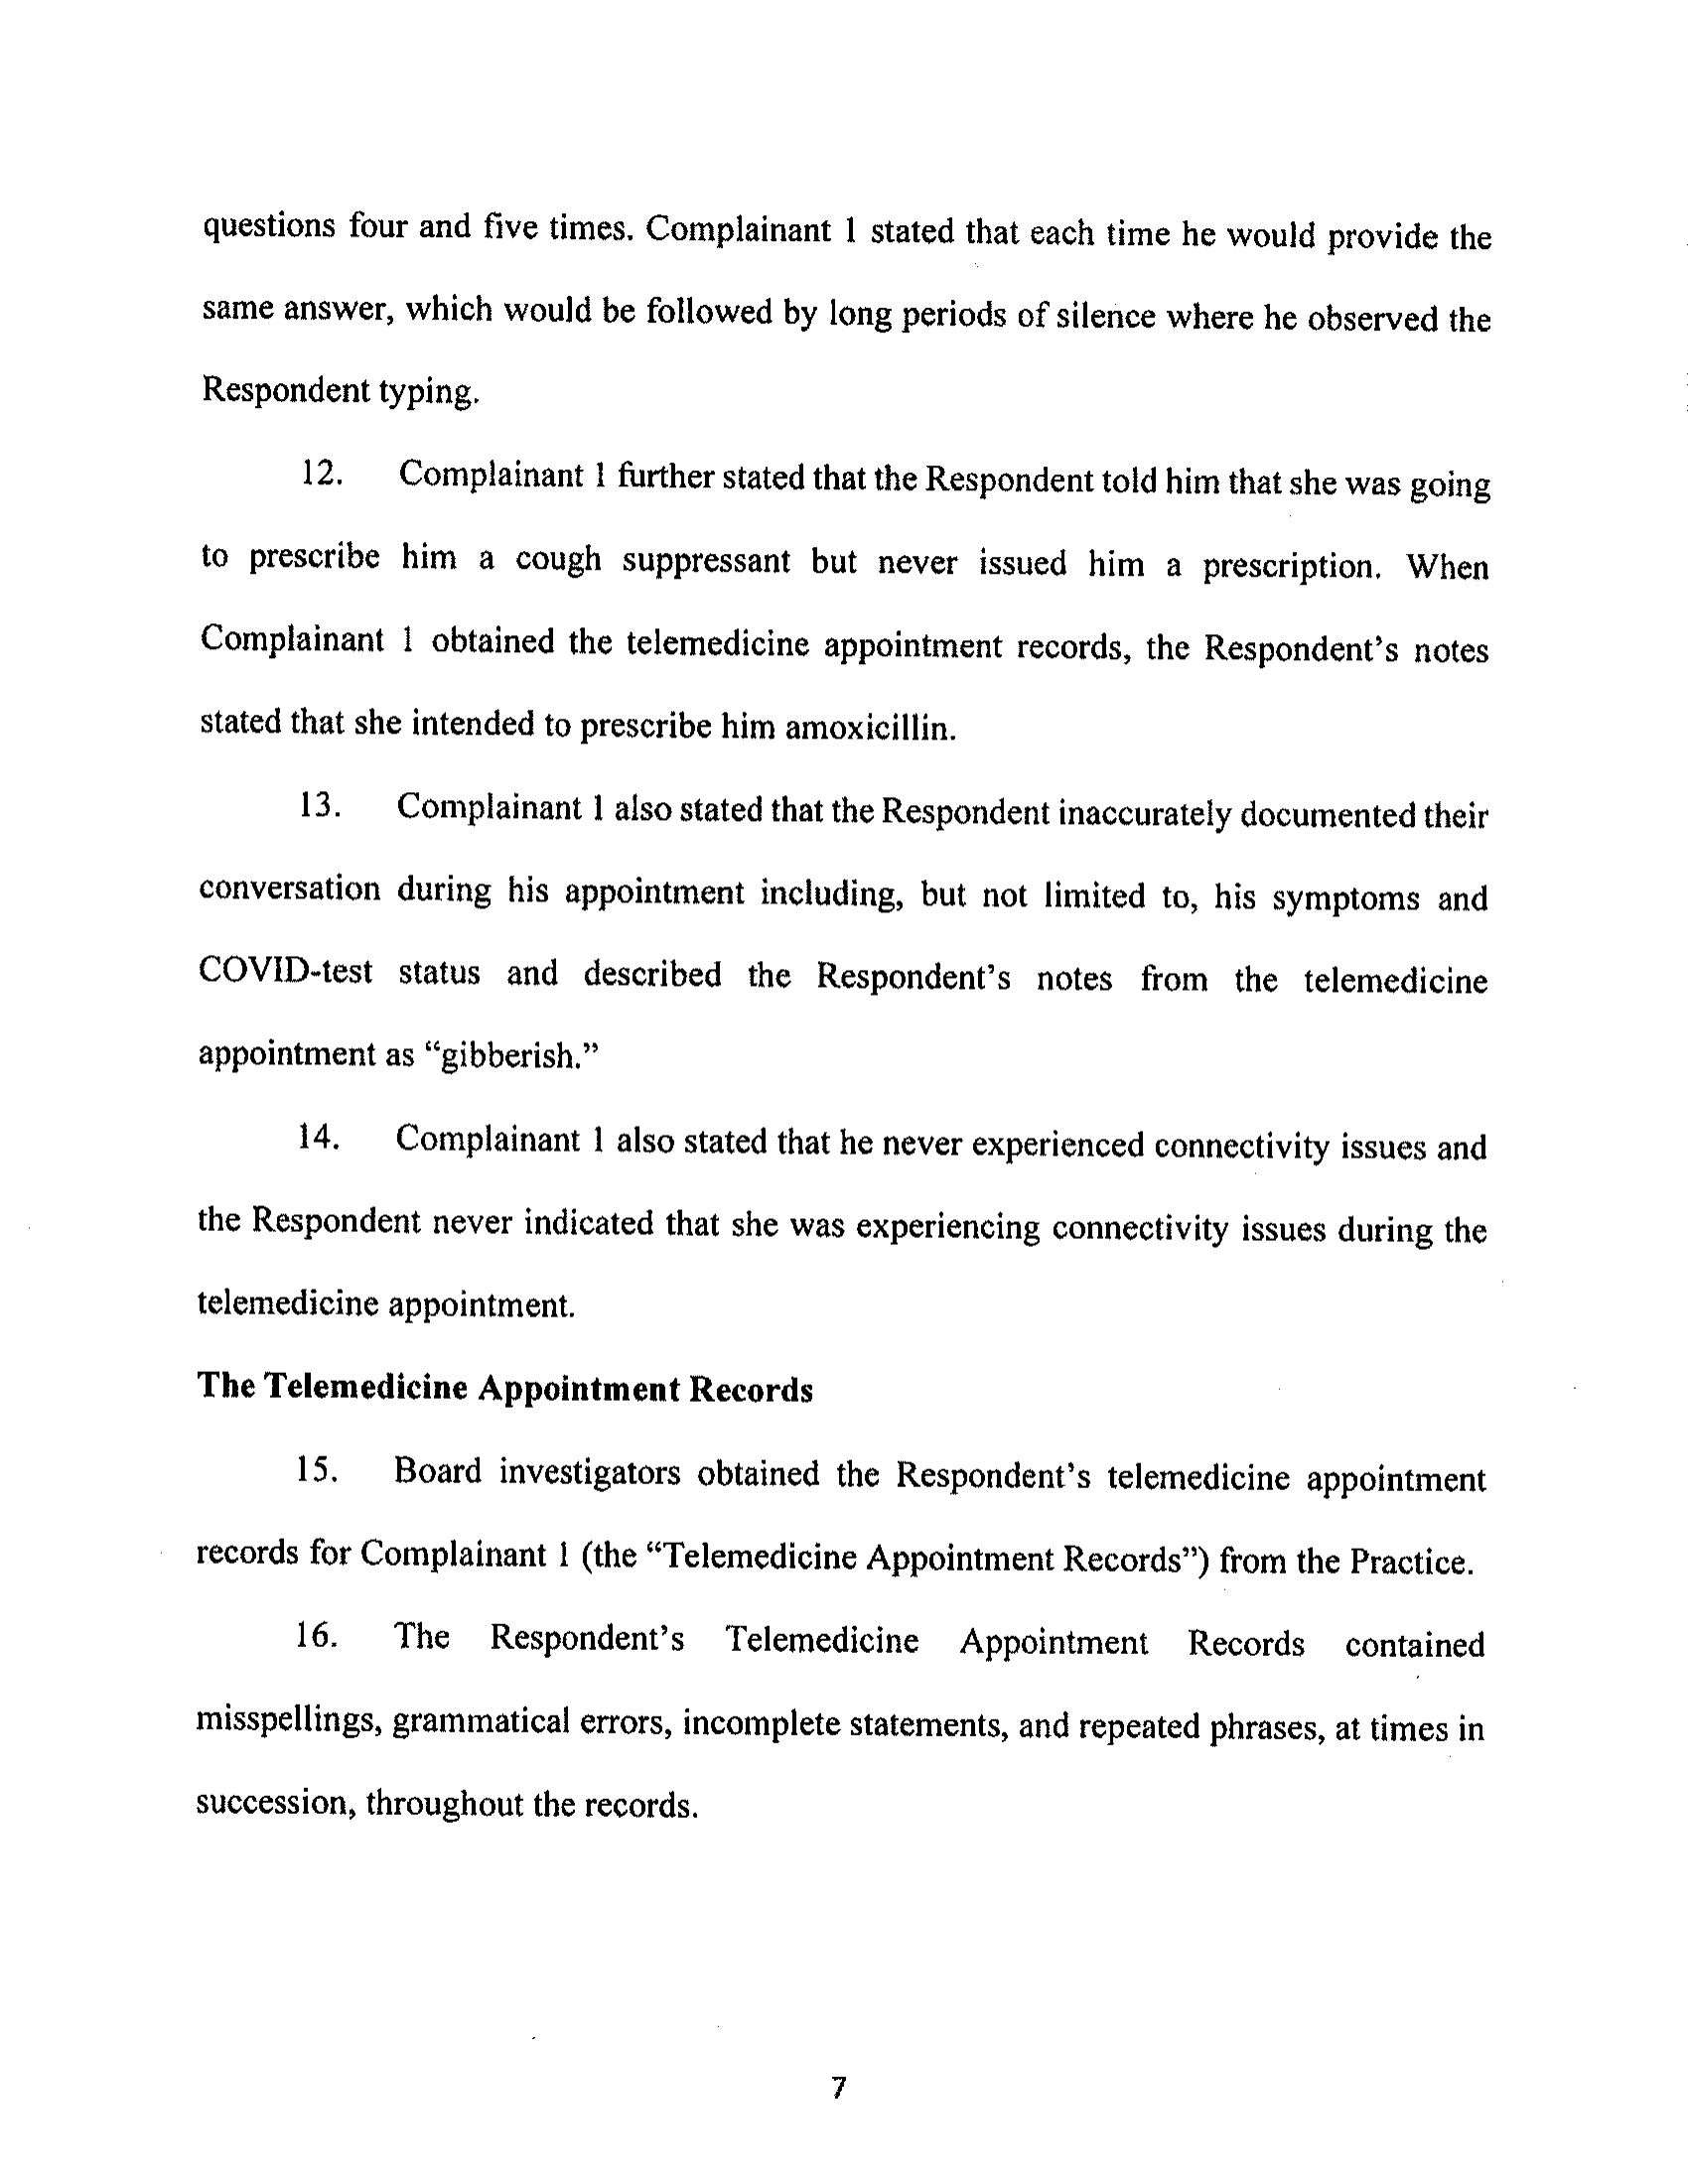 questions four and five times. Complainant 1 stated that each time he would provide the
same answer, which would be followed by long periods of silence where he observed the
Respondent typing.
12. Complainant 1 further stated that the Respondent told him that she was going
to prescribe him a cough suppressant but never issued him a prescription. When
Complainant 1 obtained the telemedicine appointment records, the Respondent’s notes
stated that she intended to prescribe him amoxicillin.
13. Complainant 1 also stated that the Respondent inaccurately documented their
conversation during his appointment including, but not limited to, his symptoms and
COVID-test status and described the Respondent’s notes from the telemedicine
appointment as “gibberish.”
14. Complainant 1 also stated that he never experienced connectivity issues and
the Respondent never indicated that she was experiencing connectivity issues during the
telemedicine appointment.
The Telemedicine Appointment Records
15. Board investigators obtained the Respondent’s telemedicine appointment
records for Complainant 1 (the “Telemedicine Appointment Records”) from the Practice.
16. The Respondent’s Telemedicine Appointment Records contained
misspellings, grammatical errors, incomplete statements, and repeated phrases, at times in
succession, throughout the records.
7